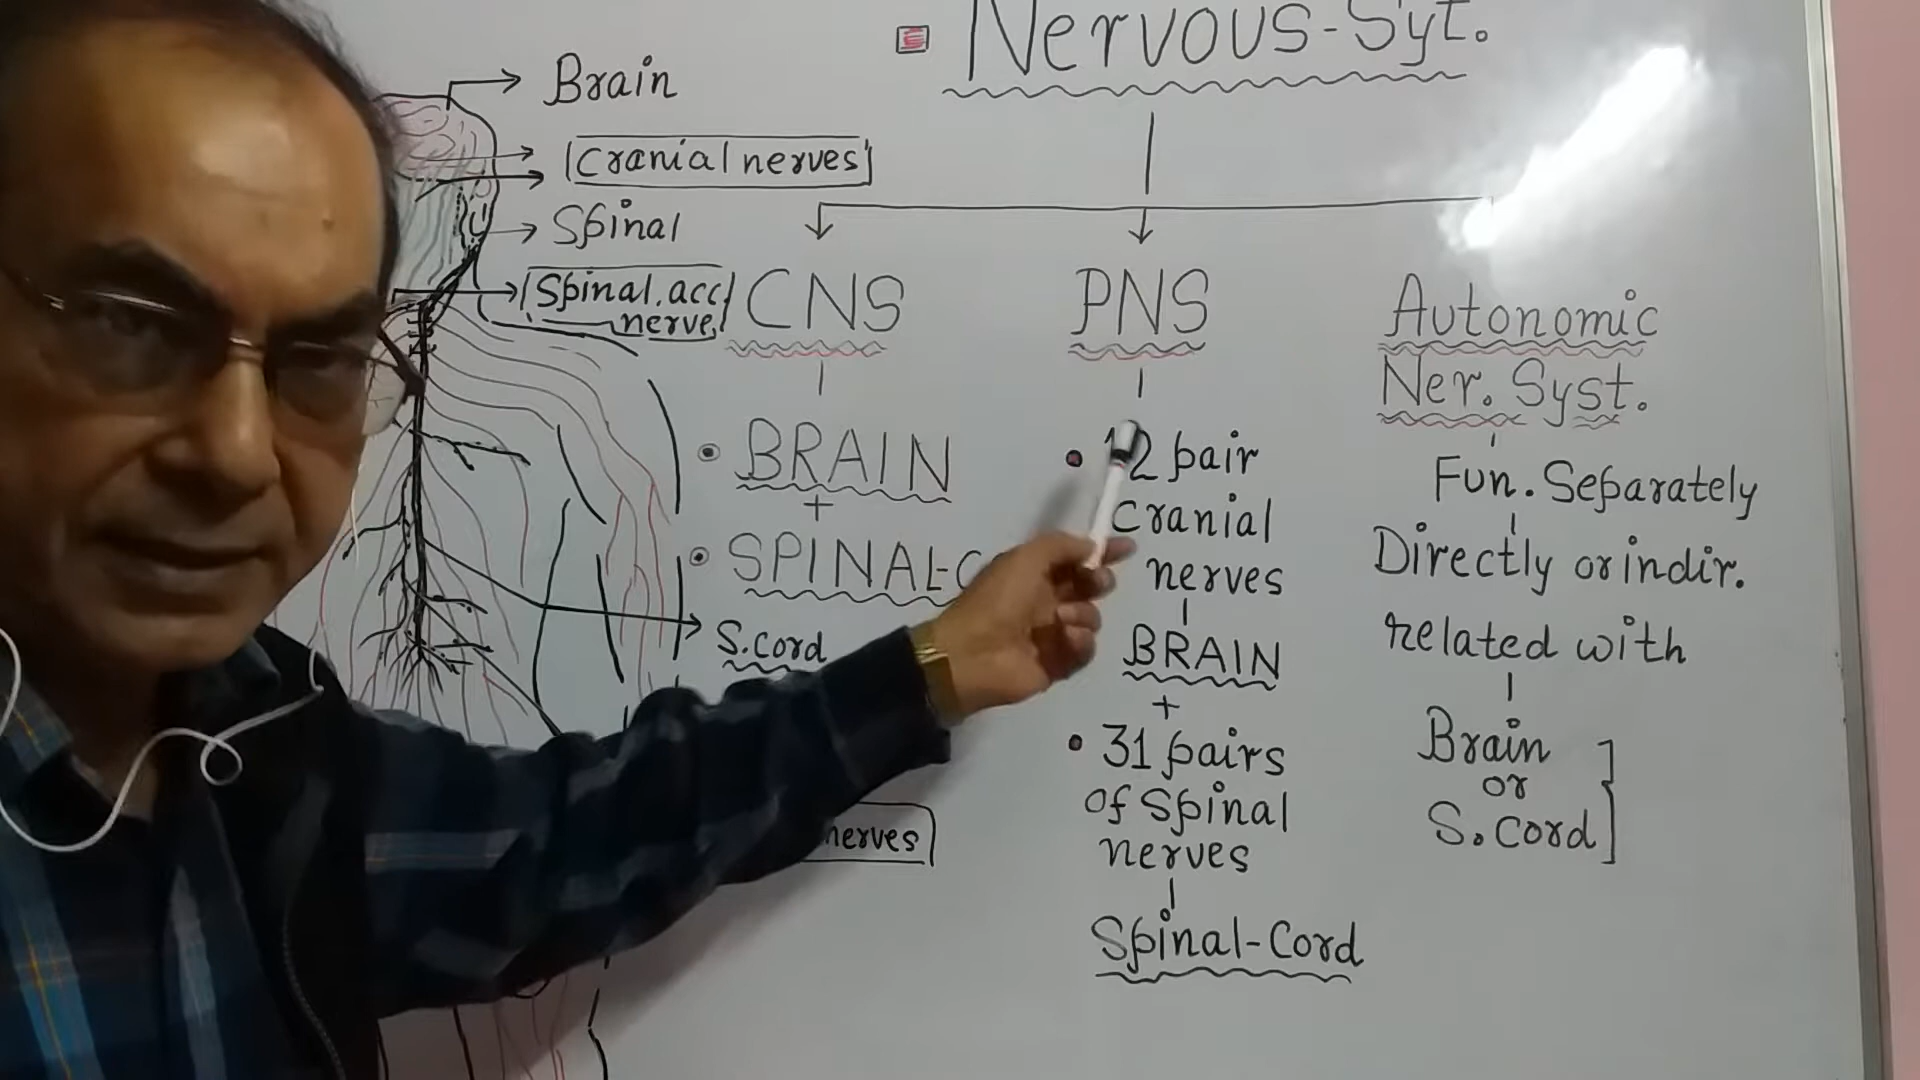 Nervous-Syt.
Brain
Cranial nerves
Spinal
Spinal.acc
nerve
S.cord
nerves
CNS
BRAIN
+
SPINAL-C
PNS
12 pair
cranial
nerves
BRAIN
+
31 pairs
of Spinal
nerves
Spinal-Cord
Autonomic
Ner. Syst.
Fun. Separately
Directly or indir.
related with
Brain
or
S. Cord